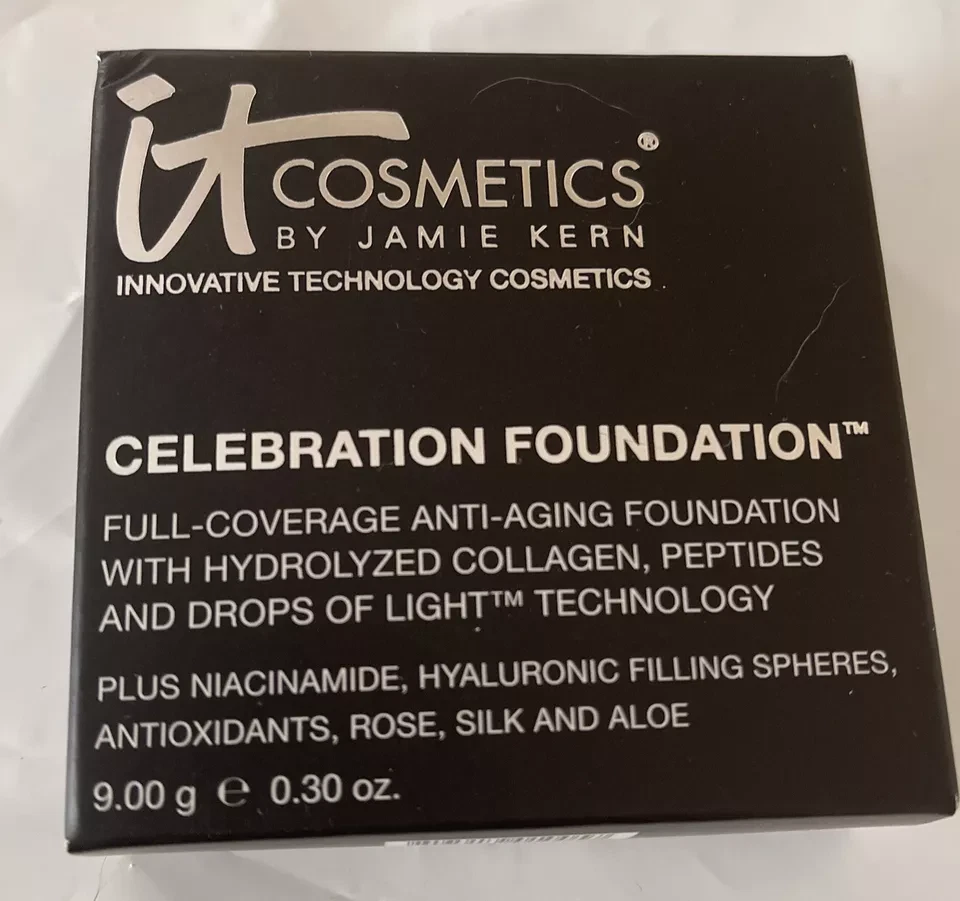 it COSMETICS®
BY JAMIE KERN
INNOVATIVE TECHNOLOGY COSMETICS
CELEBRATION FOUNDATION™
FULL-COVERAGE ANTI-AGING FOUNDATION
WITH HYDROLYZED COLLAGEN, PEPTIDES
AND DROPS OF LIGHT™ TECHNOLOGY
PLUS NIACINAMIDE, HYALURONIC FILLING SPHERES,
ANTIOXIDANTS, ROSE, SILK AND ALOE
9.00 g ℮ 0.30 oz.